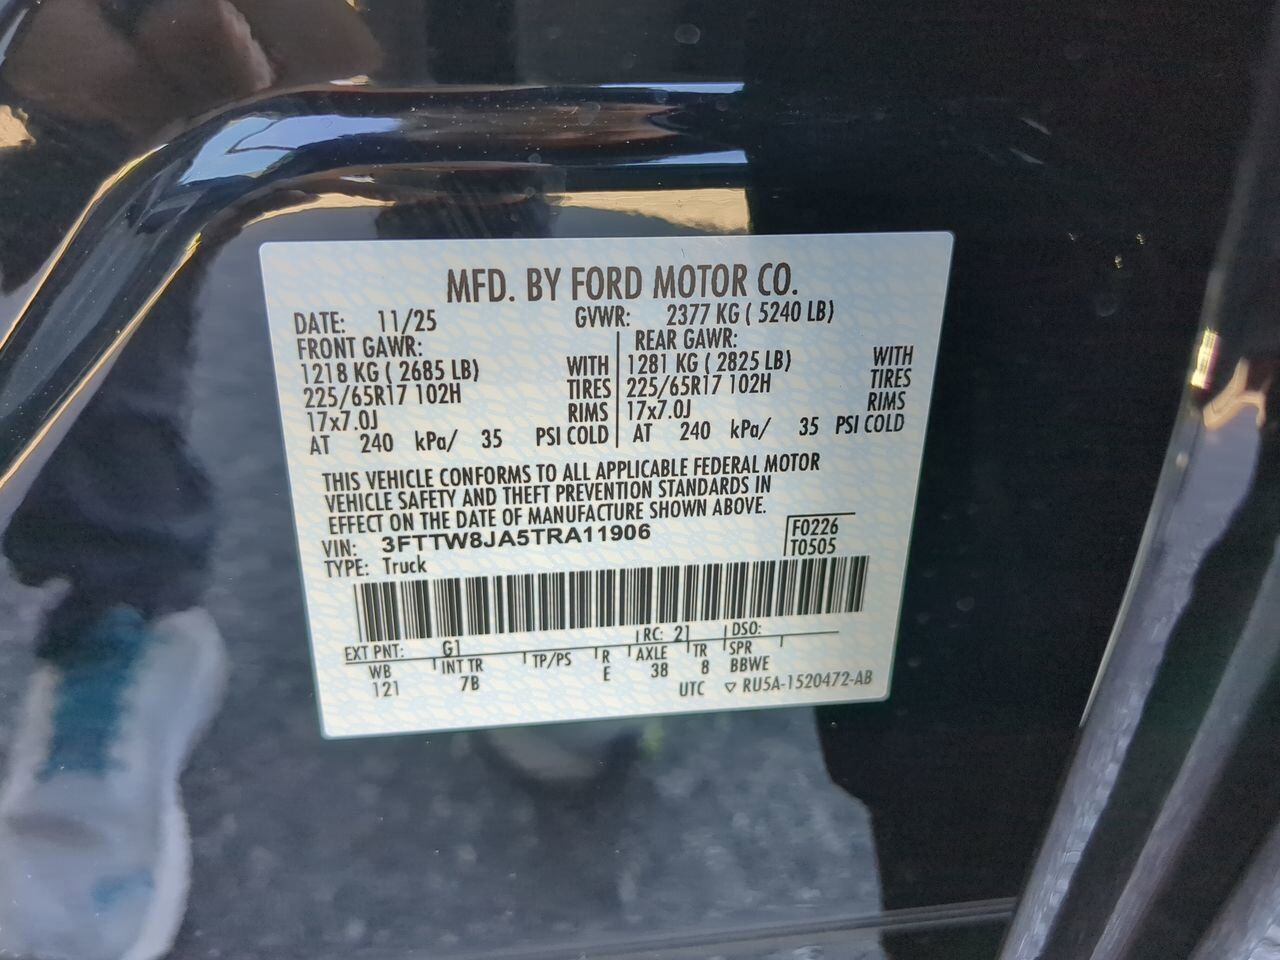 MFD. BY FORD MOTOR CO.
DATE: 11/25 GVWR: 2377 KG ( 5240 LB)
FRONT GAWR: REAR GAWR:
1218 KG ( 2685 LB) WITH 1281 KG ( 2825 LB) WITH
225/65R17 102H TIRES 225/65R17 102H TIRES
17x7.0J RIMS 17x7.0J RIMS
AT 240 kPa/ 35 PSI COLD AT 240 kPa/ 35 PSI COLD
THIS VEHICLE CONFORMS TO ALL APPLICABLE FEDERAL MOTOR
VEHICLE SAFETY AND THEFT PREVENTION STANDARDS IN
EFFECT ON THE DATE OF MANUFACTURE SHOWN ABOVE.
VIN: 3FTTW8JA5TRA11906 F0226
TYPE: Truck T0505
EXT PNT: G1 RC: 21 DSO:
WB INT TR TP/PS R AXLE TR SPR
121 7B E 38 8 BBWE
UTC ▽ RU5A-1520472-AB